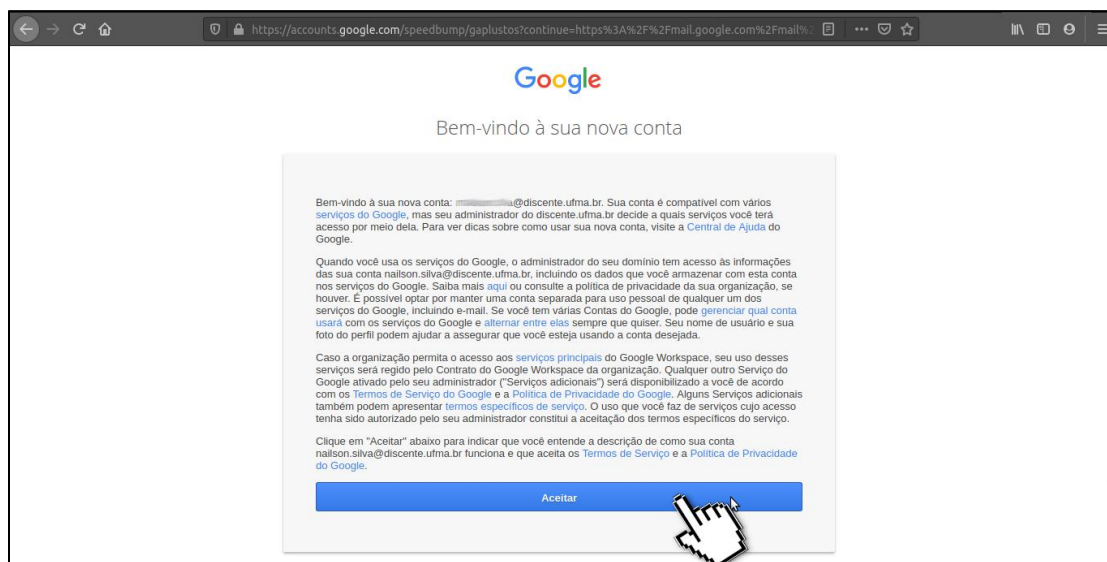 https://accounts.google.com/speedbump/gaplustos?continue=https%3A%2F%2Fmail.google.com%2Fmail%2
Google
Bem-vindo à sua nova conta
Bem-vindo à sua nova conta: @discente.ufma.br. Sua conta é compatível com vários
serviços do Google, mas seu administrador do discente.ufma.br decide a quais serviços você terá
acesso por meio dela. Para ver dicas sobre como usar sua nova conta, visite a Central de Ajuda do
Google.
Quando você usa os serviços do Google, o administrador do seu domínio tem acesso às informações
das sua conta nailson.silva@discente.ufma.br, incluindo os dados que você armazenar com esta conta
nos serviços do Google. Saiba mais aqui ou consulte a política de privacidade da sua organização, se
houver. É possível optar por manter uma conta separada para uso pessoal de qualquer um dos
serviços do Google, incluindo e-mail. Se você tem várias Contas do Google, pode gerenciar qual conta
usará com os serviços do Google e alternar entre elas sempre que quiser. Seu nome de usuário e sua
foto do perfil podem ajudar a assegurar que você esteja usando a conta desejada.
Caso a organização permita o acesso aos serviços principais do Google Workspace, seu uso desses
serviços será regido pelo Contrato do Google Workspace da organização. Qualquer outro Serviço do
Google ativado pelo seu administrador ("Serviços adicionais") será disponibilizado a você de acordo
com os Termos de Serviço do Google e a Política de Privacidade do Google. Alguns Serviços adicionais
também podem apresentar termos específicos de serviço. O uso que você faz de serviços cujo acesso
tenha sido autorizado pelo seu administrador constitui a aceitação dos termos específicos do serviço.
Clique em "Aceitar" abaixo para indicar que você entende a descrição de como sua conta
nailson.silva@discente.ufma.br funciona e que aceita os Termos de Serviço e a Política de Privacidade
do Google.
Aceitar